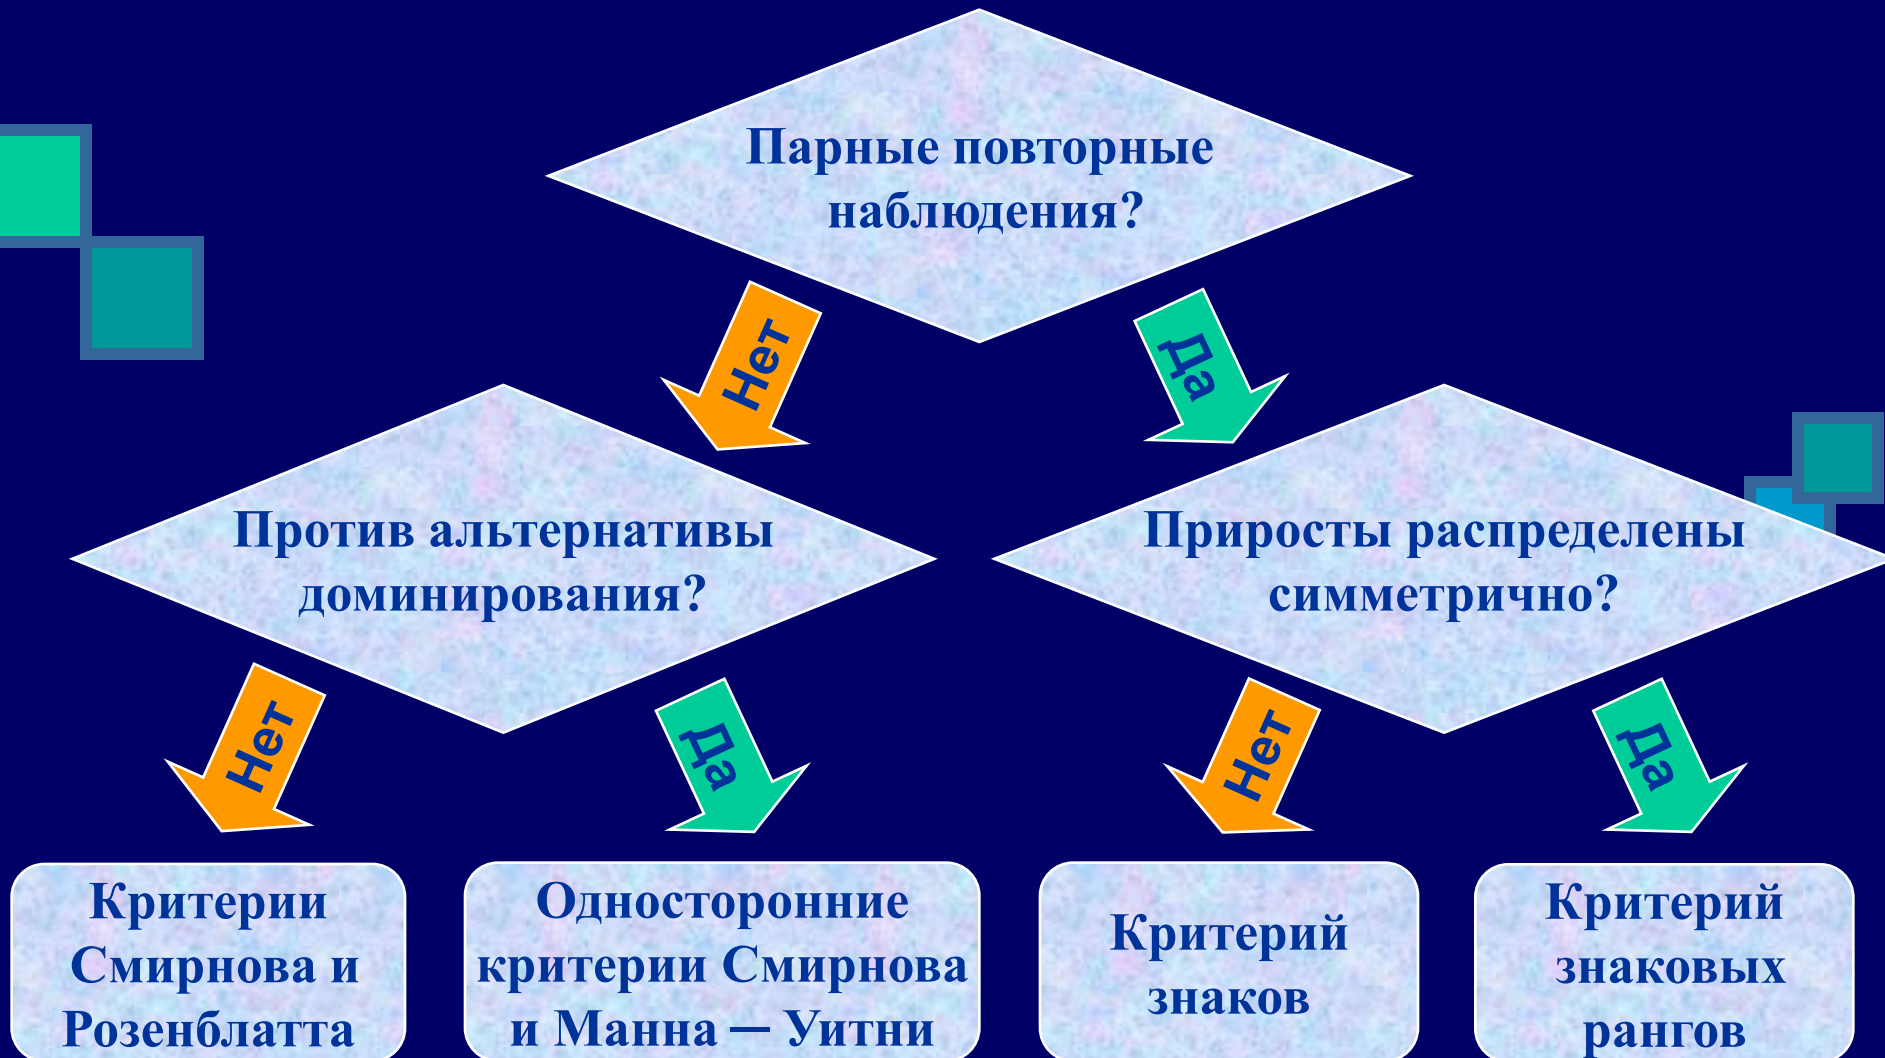 Парные повторные
наблюдения?
Нет
Да
Против альтернативы
доминирования?
Приросты распределены
симметрично?
Нет
Да
Нет
Да
Критерии
Смирнова и
Розенблатта
Односторонние
критерии Смирнова
и Манна — Уитни
Критерий
знаков
Критерий
знаковых
рангов